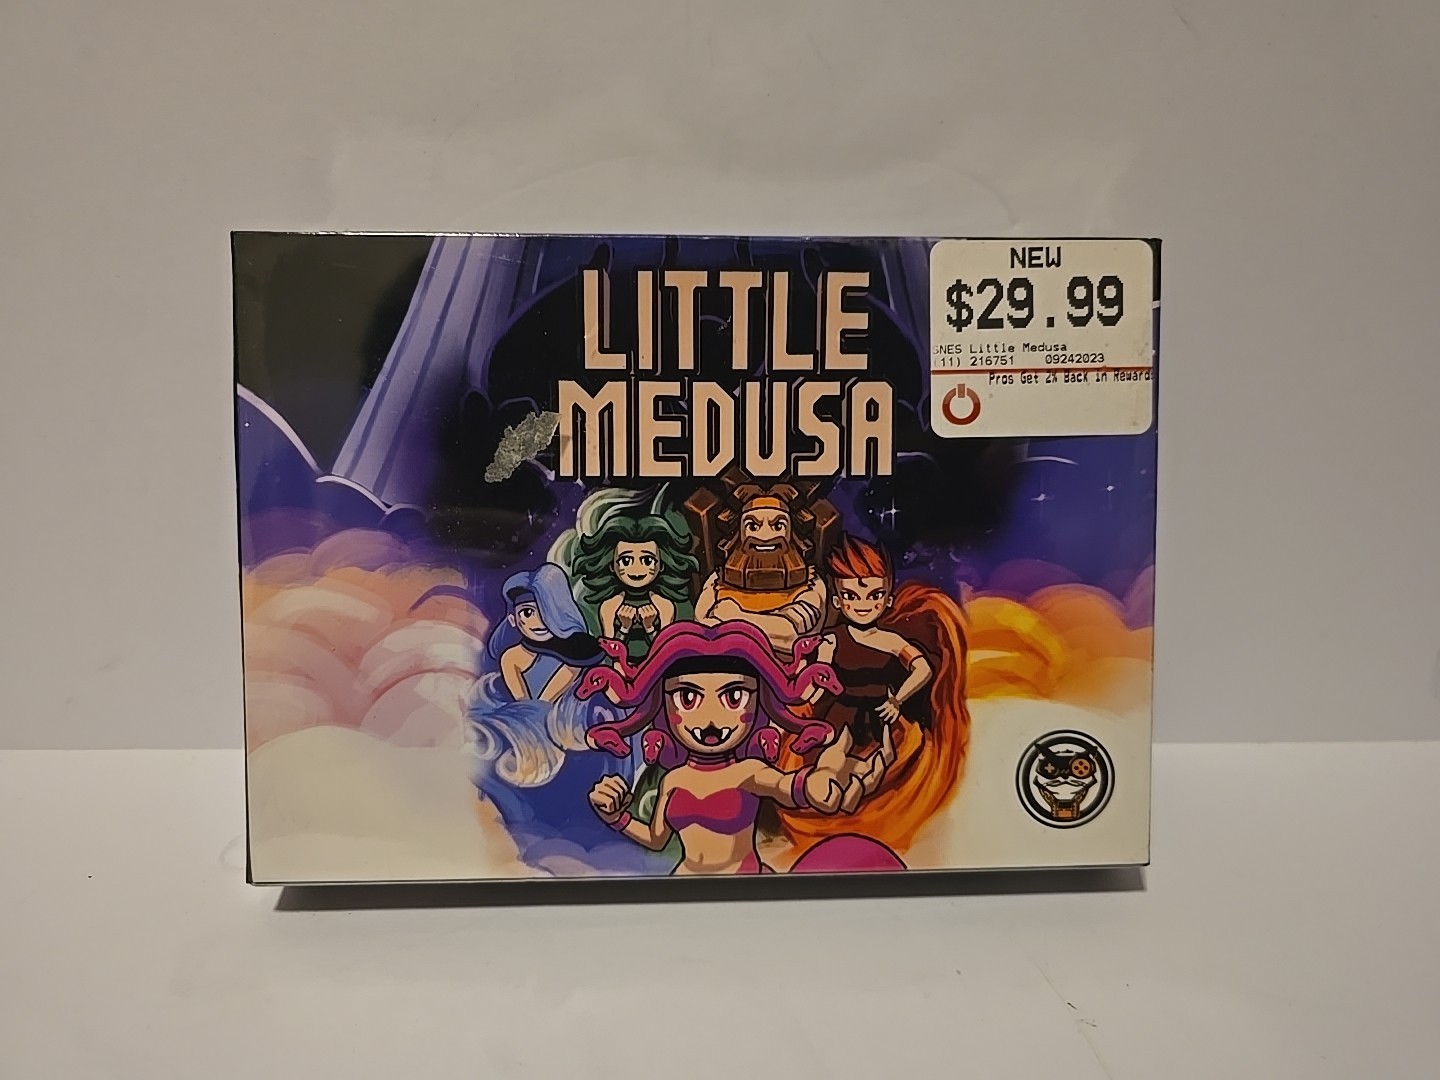 LITTLE
MEDUSA
NEW
$29.99
SNES Little Medusa
(11) 216751 09242023
Pros Get 2% Back in Rewards